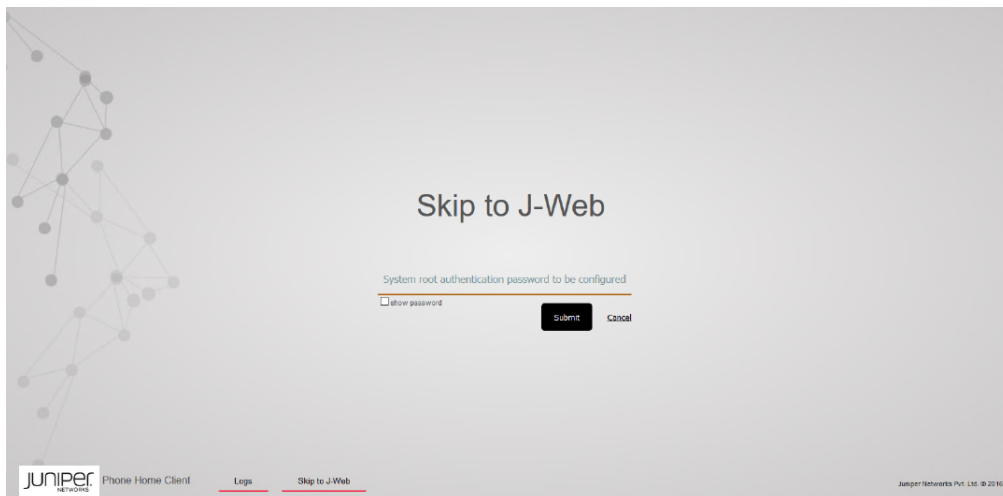 Skip to J-Web
System root authentication password to be configured
show password
Submit
Cancel
JUNIPER
NETWORKS
Phone Home Client
Logs
Skip to J-Web
Juniper Networks Pvt. Ltd. © 2016